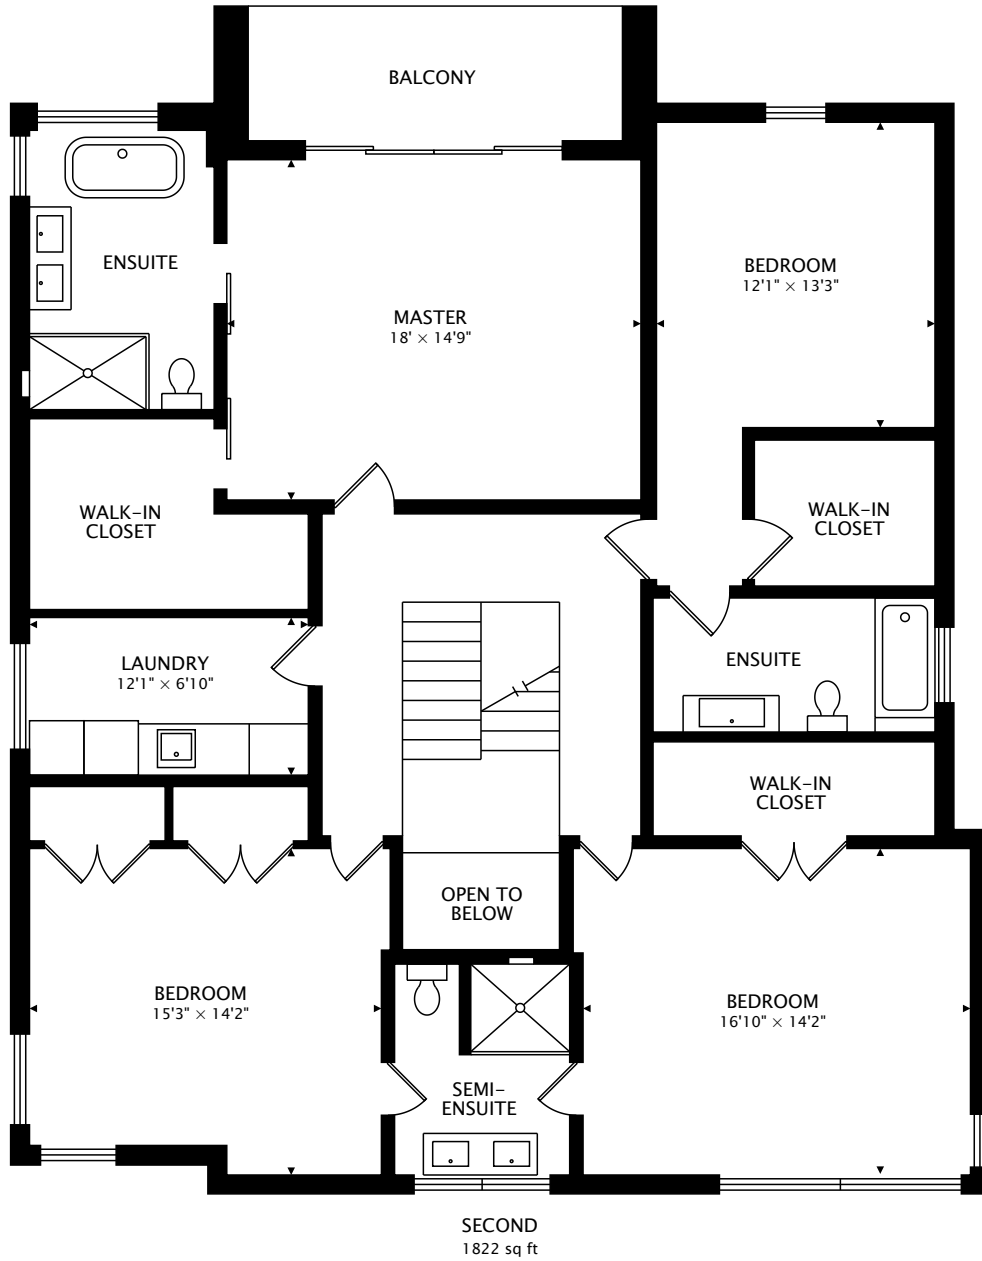 BALCONY
ENSUITE
MASTER
18' × 14'9"
BEDROOM
12'1" × 13'3"
WALK-IN
CLOSET
WALK-IN
CLOSET
LAUNDRY
12'1" × 6'10"
ENSUITE
WALK-IN
CLOSET
OPEN TO
BELOW
BEDROOM
15'3" × 14'2"
BEDROOM
16'10" × 14'2"
SEMI-
ENSUITE
SECOND
1822 sq ft